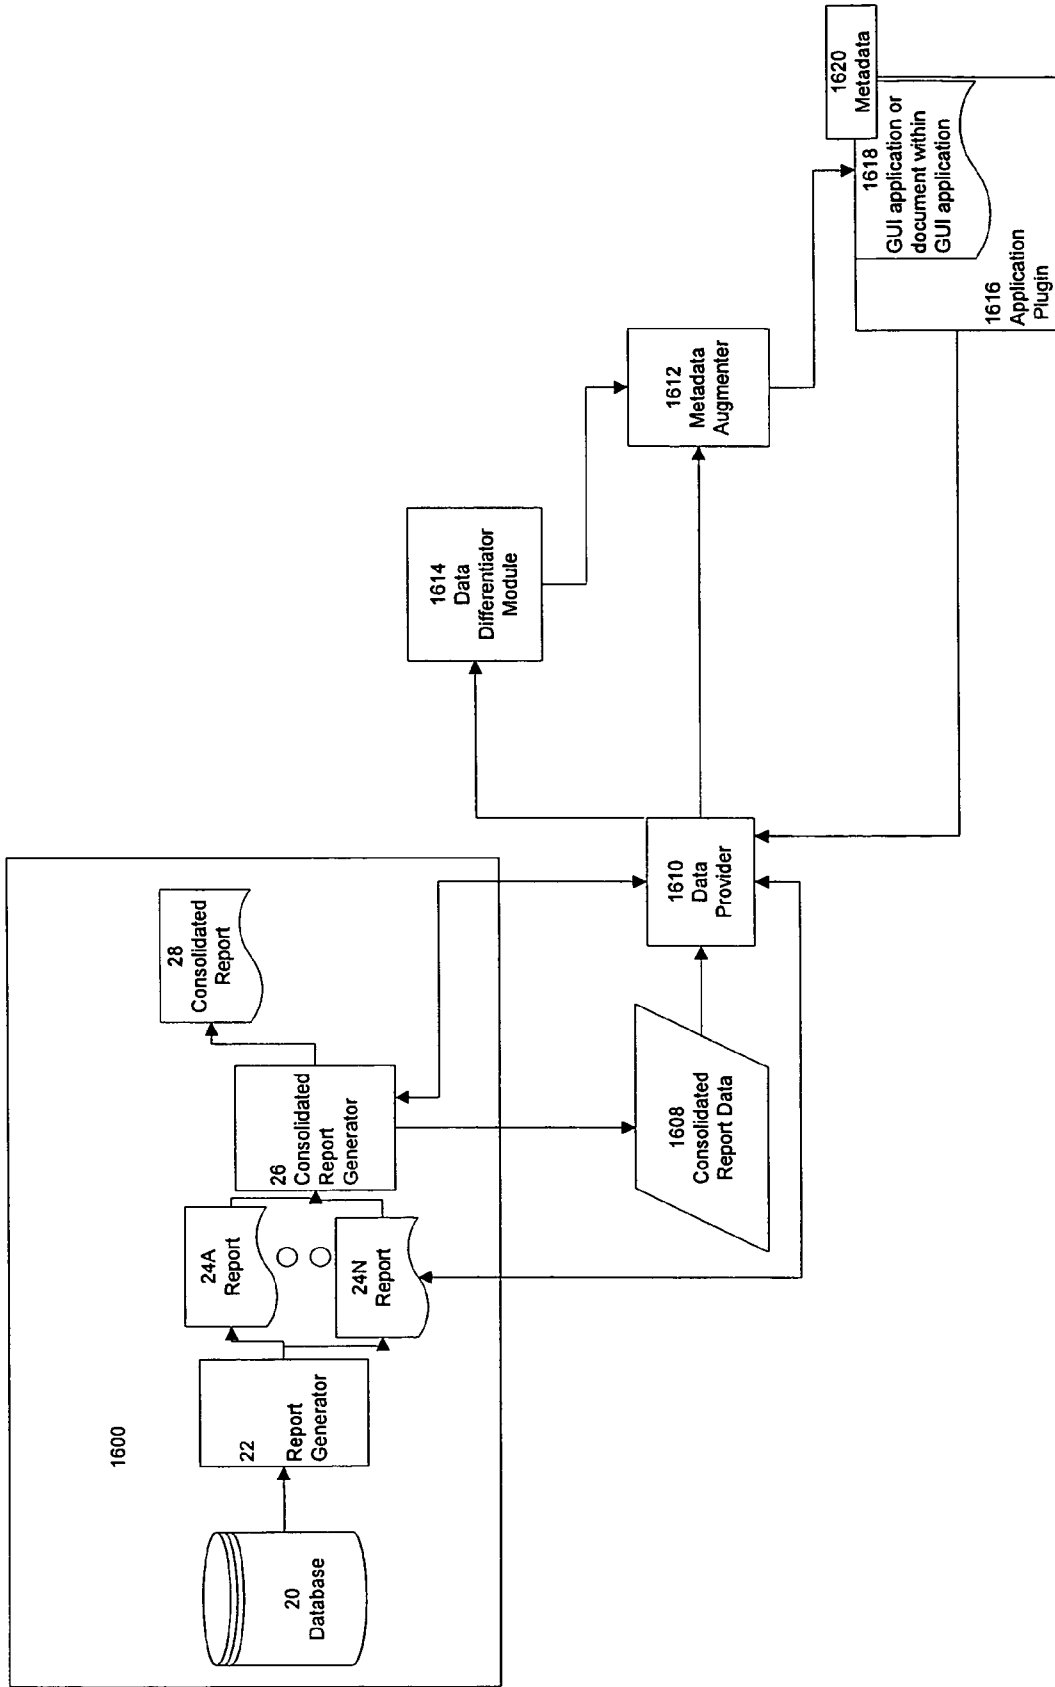 1600
20
Database
22
Report
Generator
24A
Report
24N
Report
26
Consolidated
Report
Generator
28
Consolidated
Report
1608
Consolidated
Report Data
1610
Data
Provider
1614
Data
Differentiator
Module
1612
Metadata
Augmenter
1620
Metadata
1618
GUI application or
document within
GUI application
1616
Application
Plugin